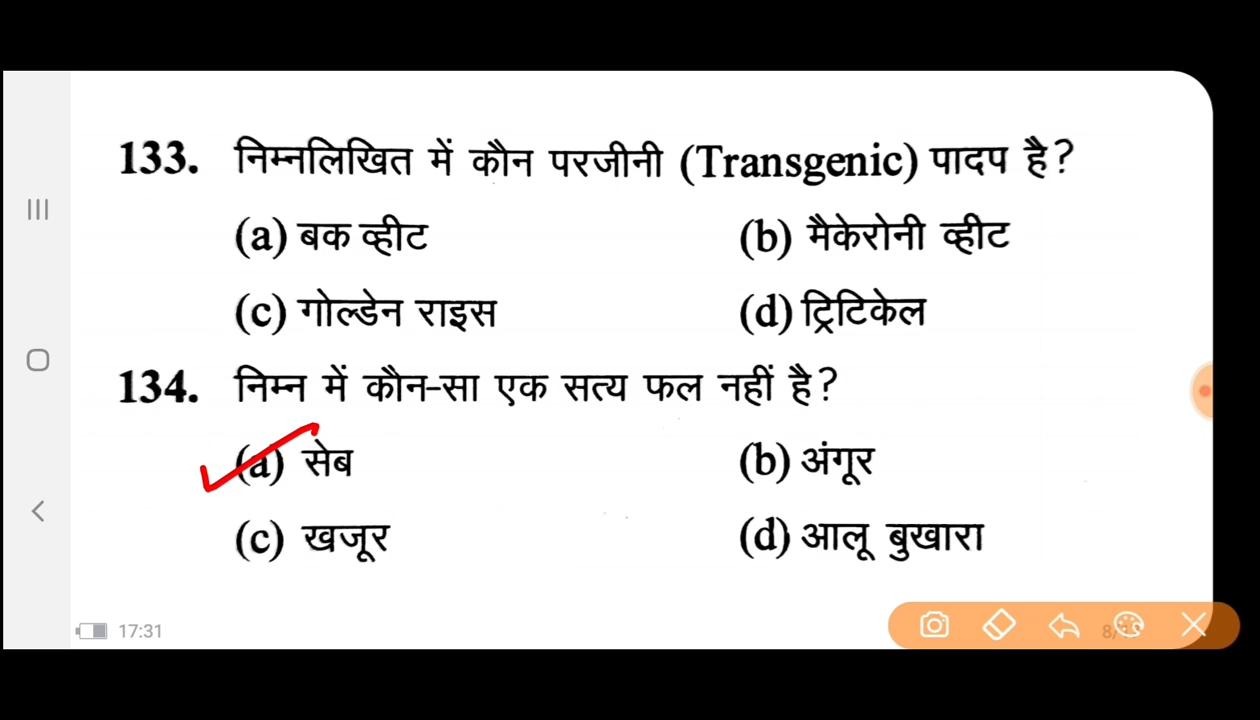 133. निम्नलिखित में कौन परजीनी (Transgenic) पादप है?
(a) बक व्हीट (b) मैकेरोनी व्हीट
(c) गोल्डेन राइस (d) ट्रिटिकेल
134. निम्न में कौन-सा एक सत्य फल नहीं है?
(a) सेब (b) अंगूर
(c) खजूर (d) आलू बुखारा
17:31